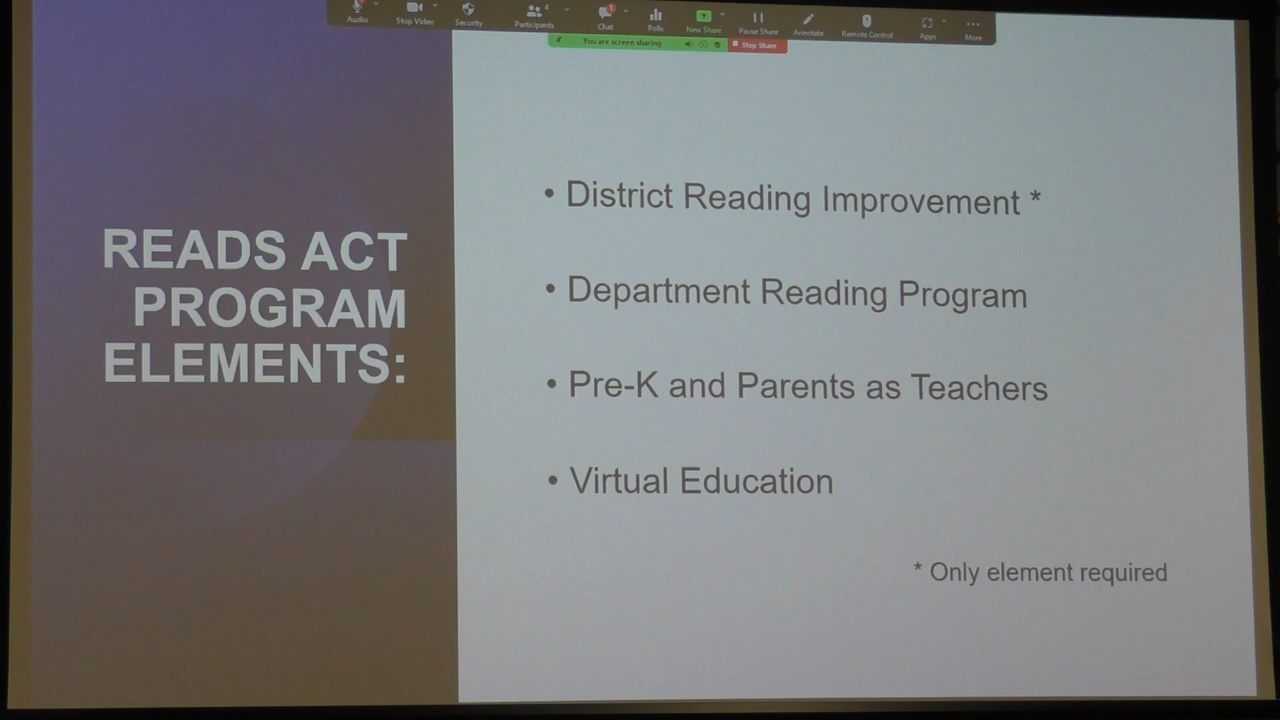 Audio
Stop Video
Security
4
Participants
1
Chat
Polls
New Share
Pause Share
Annotate
Remote Control
Apps
More
You are screen sharing
Stop Share
READS ACT
PROGRAM
ELEMENTS:
• District Reading Improvement *
• Department Reading Program
• Pre-K and Parents as Teachers
• Virtual Education
* Only element required